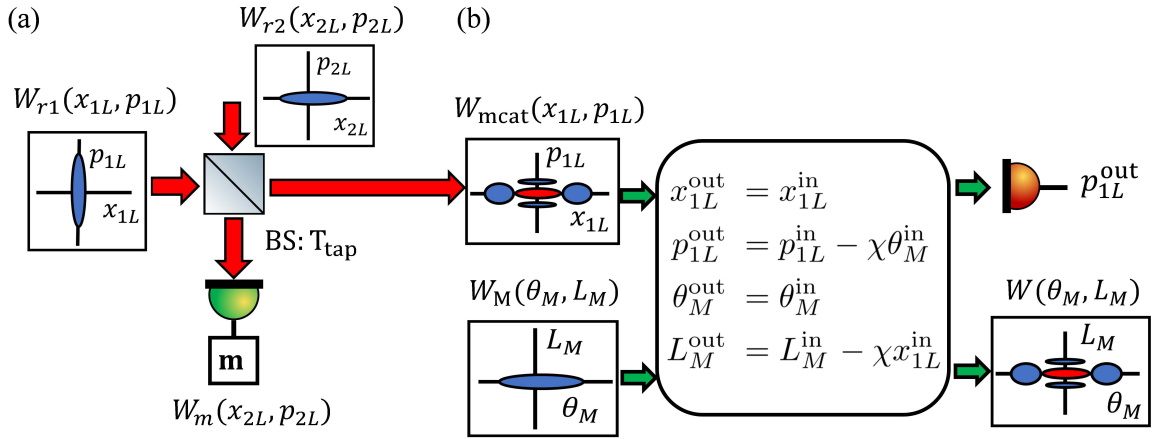 (a)
W_{r2}(x_{2L}, p_{2L})
(b)
p_{2L}
x_{2L}
W_{r1}(x_{1L}, p_{1L})
p_{1L}
x_{1L}
BS: T_{tap}
m
W_m(x_{2L}, p_{2L})
W_{mcat}(x_{1L}, p_{1L})
p_{1L}
x_{1L}
W_M(θ_M, L_M)
L_M
θ_M
x_{1L}^{out} = x_{1L}^{in}
p_{1L}^{out} = p_{1L}^{in} − χθ_M^{in}
θ_M^{out} = θ_M^{in}
L_M^{out} = L_M^{in} − χx_{1L}^{in}
p_{1L}^{out}
W(θ_M, L_M)
L_M
θ_M